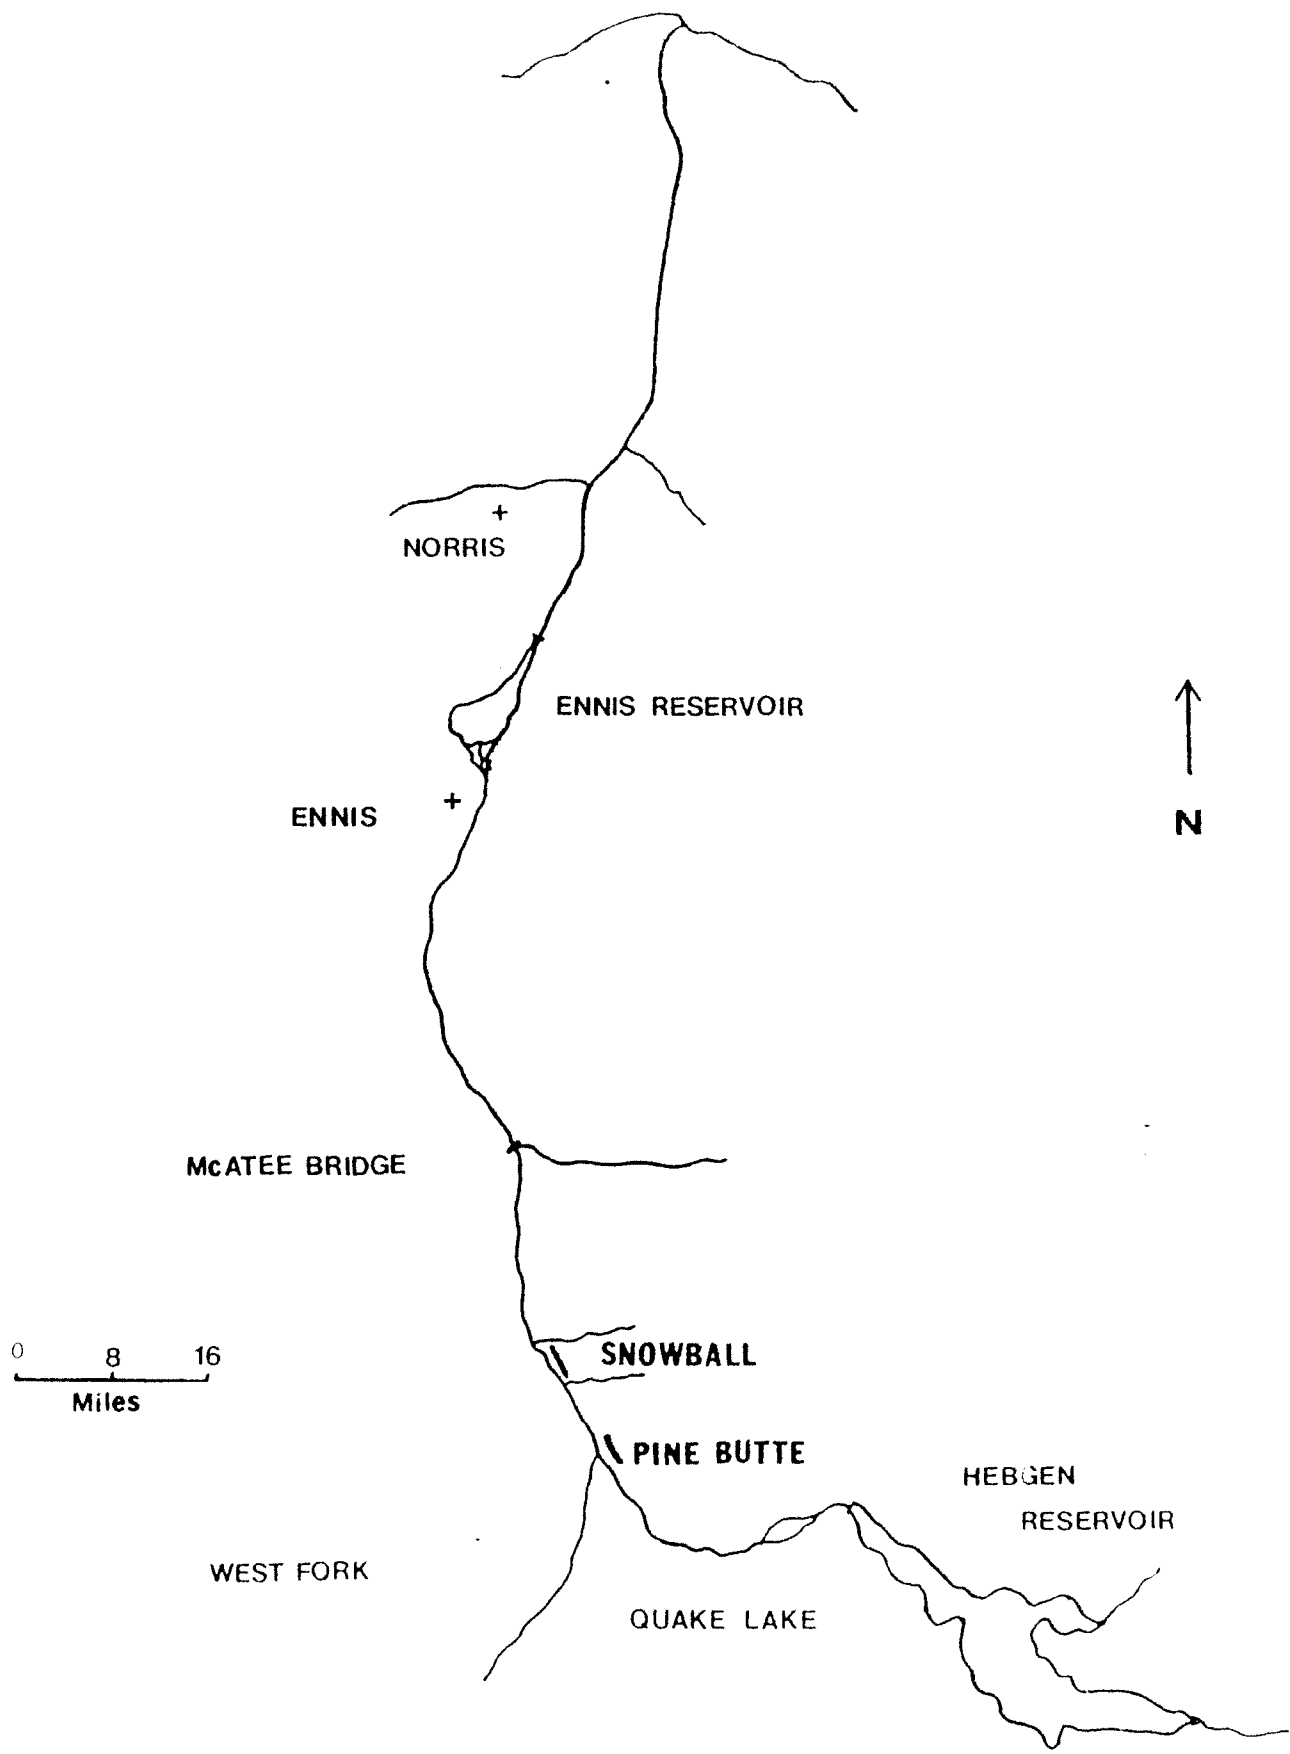 NORRIS
ENNIS RESERVOIR
ENNIS
N
McATEE BRIDGE
SNOWBALL
0 8 16
Miles
PINE BUTTE
HEBGEN
RESERVOIR
WEST FORK
QUAKE LAKE